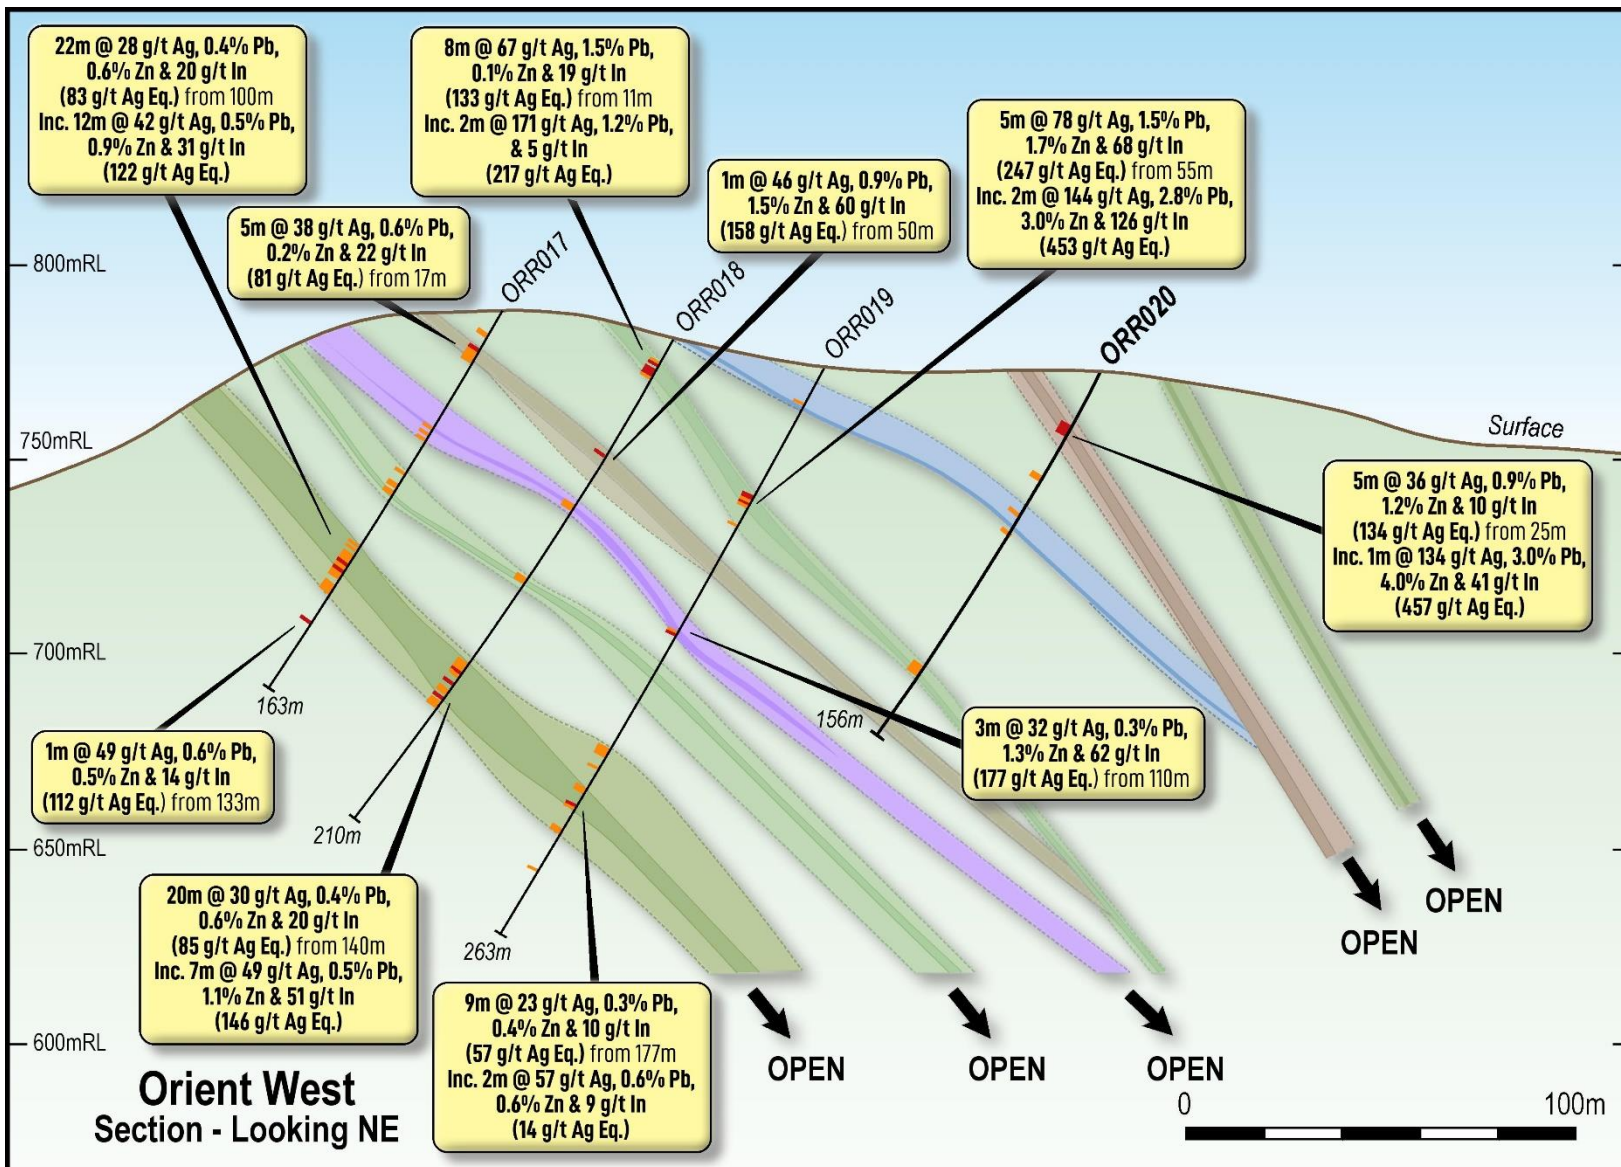 22m @ 28 g/t Ag, 0.4% Pb,
0.6% Zn & 20 g/t In
(83 g/t Ag Eq.) from 100m
Inc. 12m @ 42 g/t Ag, 0.5% Pb,
0.9% Zn & 31 g/t In
(122 g/t Ag Eq.)
8m @ 67 g/t Ag, 1.5% Pb,
0.1% Zn & 19 g/t In
(133 g/t Ag Eq.) from 11m
Inc. 2m @ 171 g/t Ag, 1.2% Pb,
& 5 g/t In
(217 g/t Ag Eq.)
5m @ 78 g/t Ag, 1.5% Pb,
1.7% Zn & 68 g/t In
(247 g/t Ag Eq.) from 55m
Inc. 2m @ 144 g/t Ag, 2.8% Pb,
3.0% Zn & 126 g/t In
(453 g/t Ag Eq.)
1m @ 46 g/t Ag, 0.9% Pb,
1.5% Zn & 60 g/t In
(158 g/t Ag Eq.) from 50m
5m @ 38 g/t Ag, 0.6% Pb,
0.2% Zn & 22 g/t In
(81 g/t Ag Eq.) from 17m
800mRL
ORR017
ORR018
ORR019
ORR020
750mRL
Surface
5m @ 36 g/t Ag, 0.9% Pb,
1.2% Zn & 10 g/t In
(134 g/t Ag Eq.) from 25m
Inc. 1m @ 134 g/t Ag, 3.0% Pb,
4.0% Zn & 41 g/t In
(457 g/t Ag Eq.)
700mRL
163m
156m
1m @ 49 g/t Ag, 0.6% Pb,
0.5% Zn & 14 g/t In
(112 g/t Ag Eq.) from 133m
3m @ 32 g/t Ag, 0.3% Pb,
1.3% Zn & 62 g/t In
(177 g/t Ag Eq.) from 110m
210m
650mRL
20m @ 30 g/t Ag, 0.4% Pb,
0.6% Zn & 20 g/t In
(85 g/t Ag Eq.) from 140m
Inc. 7m @ 49 g/t Ag, 0.5% Pb,
1.1% Zn & 51 g/t In
(146 g/t Ag Eq.)
263m
OPEN
OPEN
9m @ 23 g/t Ag, 0.3% Pb,
0.4% Zn & 10 g/t In
(57 g/t Ag Eq.) from 177m
Inc. 2m @ 57 g/t Ag, 0.6% Pb,
0.6% Zn & 9 g/t In
(14 g/t Ag Eq.)
600mRL
OPEN
OPEN
OPEN
Orient West
Section - Looking NE
0
100m